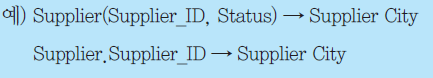 예) Supplier(Supplier_ID, Status) → Supplier City
Supplier.Supplier_ID → Supplier City